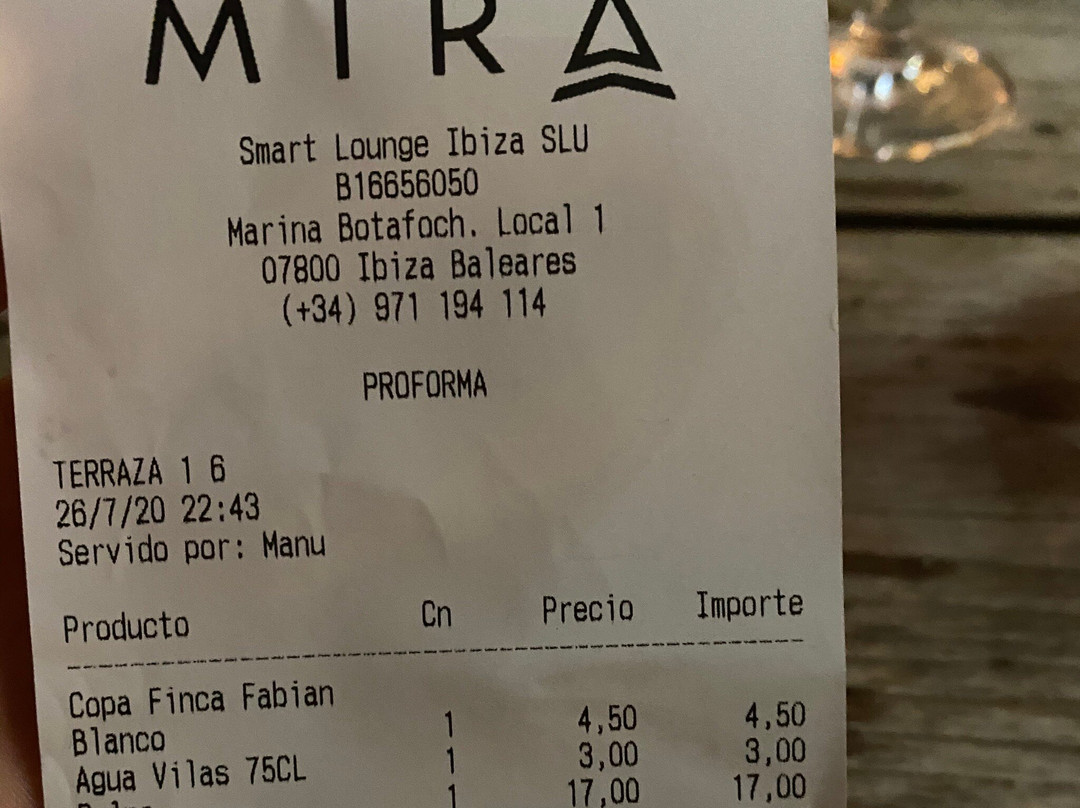 MIRA
Smart Lounge Ibiza SLU
B16656050
Marina Botafoch. Local 1
07800 Ibiza Baleares
(+34) 971 194 114
PROFORMA
TERRAZA 1 6
26/7/20 22:43
Servido por: Manu
Producto Cn Precio Importe
Copa Finca Fabian
Blanco 1 4,50 4,50
Agua Vilas 75CL 1 3,00 3,00
1 17,00 17,00